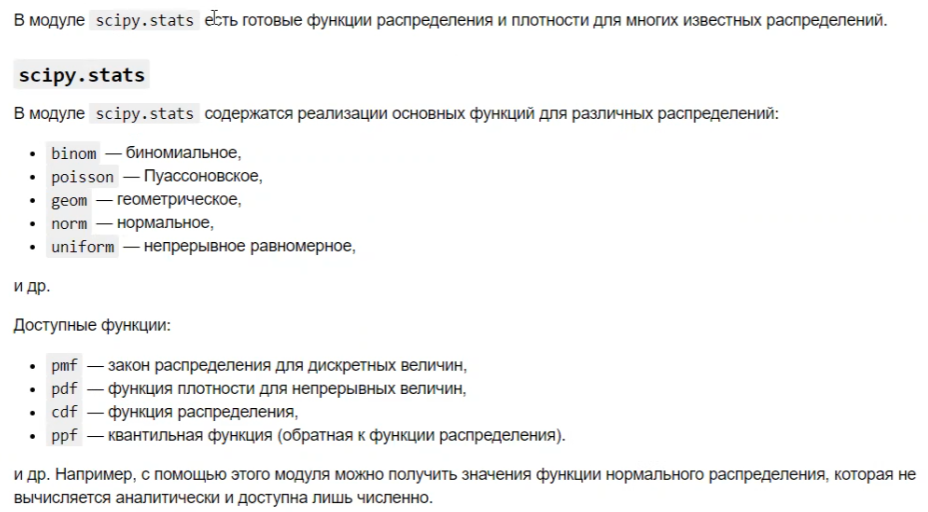 В модуле scipy.stats есть готовые функции распределения и плотности для многих известных распределений.
scipy.stats
В модуле scipy.stats содержатся реализации основных функций для различных распределений:
• binom — биномиальное,
• poisson — Пуассоновское,
• geom — геометрическое,
• norm — нормальное,
• uniform — непрерывное равномерное,
и др.
Доступные функции:
• pmf — закон распределения для дискретных величин,
• pdf — функция плотности для непрерывных величин,
• cdf — функция распределения,
• ppf — квантильная функция (обратная к функции распределения).
и др. Например, с помощью этого модуля можно получить значения функции нормального распределения, которая не
вычисляется аналитически и доступна лишь численно.